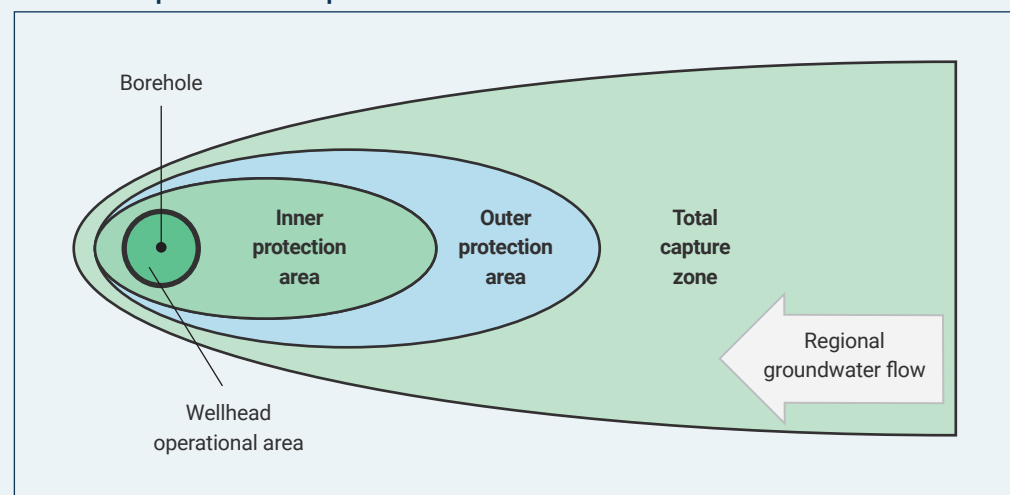 Borehole
Inner
protection
area
Outer
protection
area
Total
capture
zone
Regional
groundwater flow
Wellhead
operational area